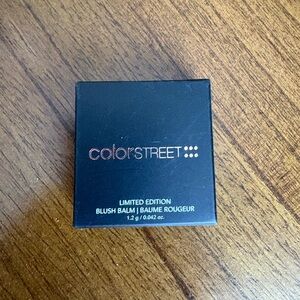 colorSTREET
LIMITED EDITION
BLUSH BALM | BAUME ROUGEUR
1.2 g / 0.042 oz.